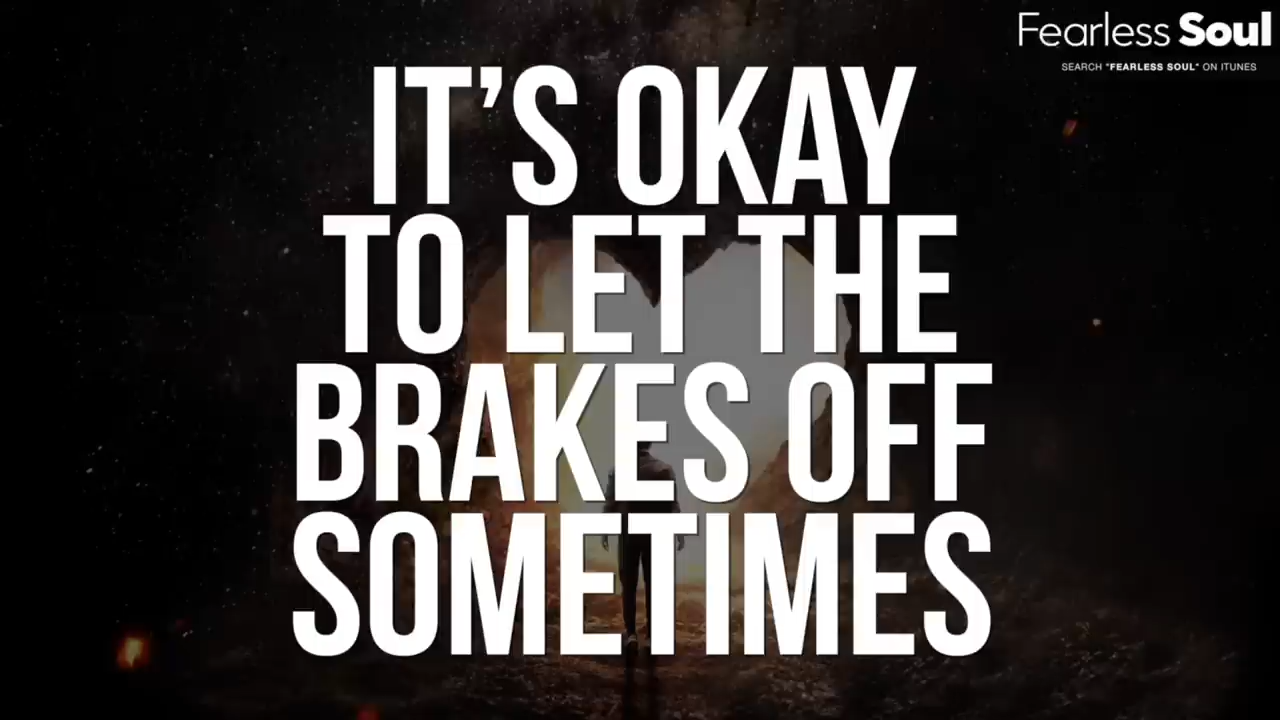 Fearless Soul
SEARCH "FEARLESS SOUL" ON ITUNES
IT'S OKAY
TO LET THE
BRAKES OFF
SOMETIMES